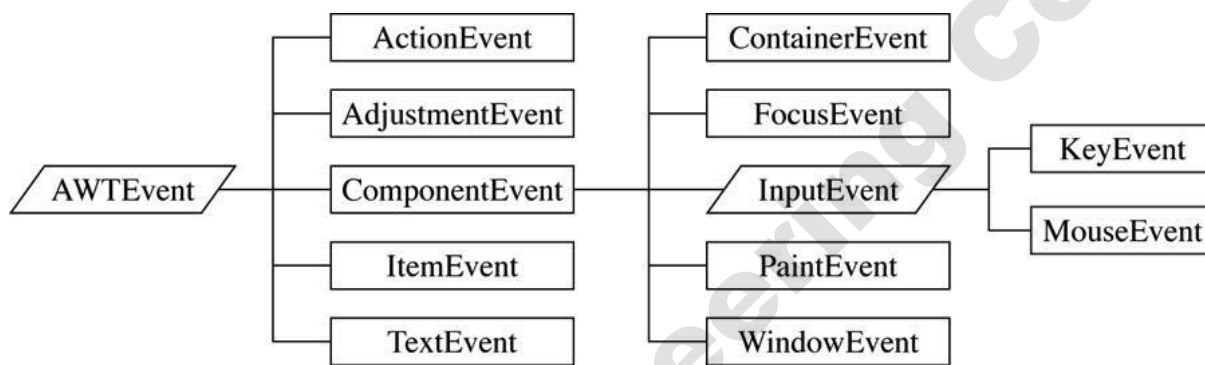 ActionEvent
AdjustmentEvent
AWTEvent
ComponentEvent
ItemEvent
TextEvent
ContainerEvent
FocusEvent
InputEvent
PaintEvent
WindowEvent
KeyEvent
MouseEvent